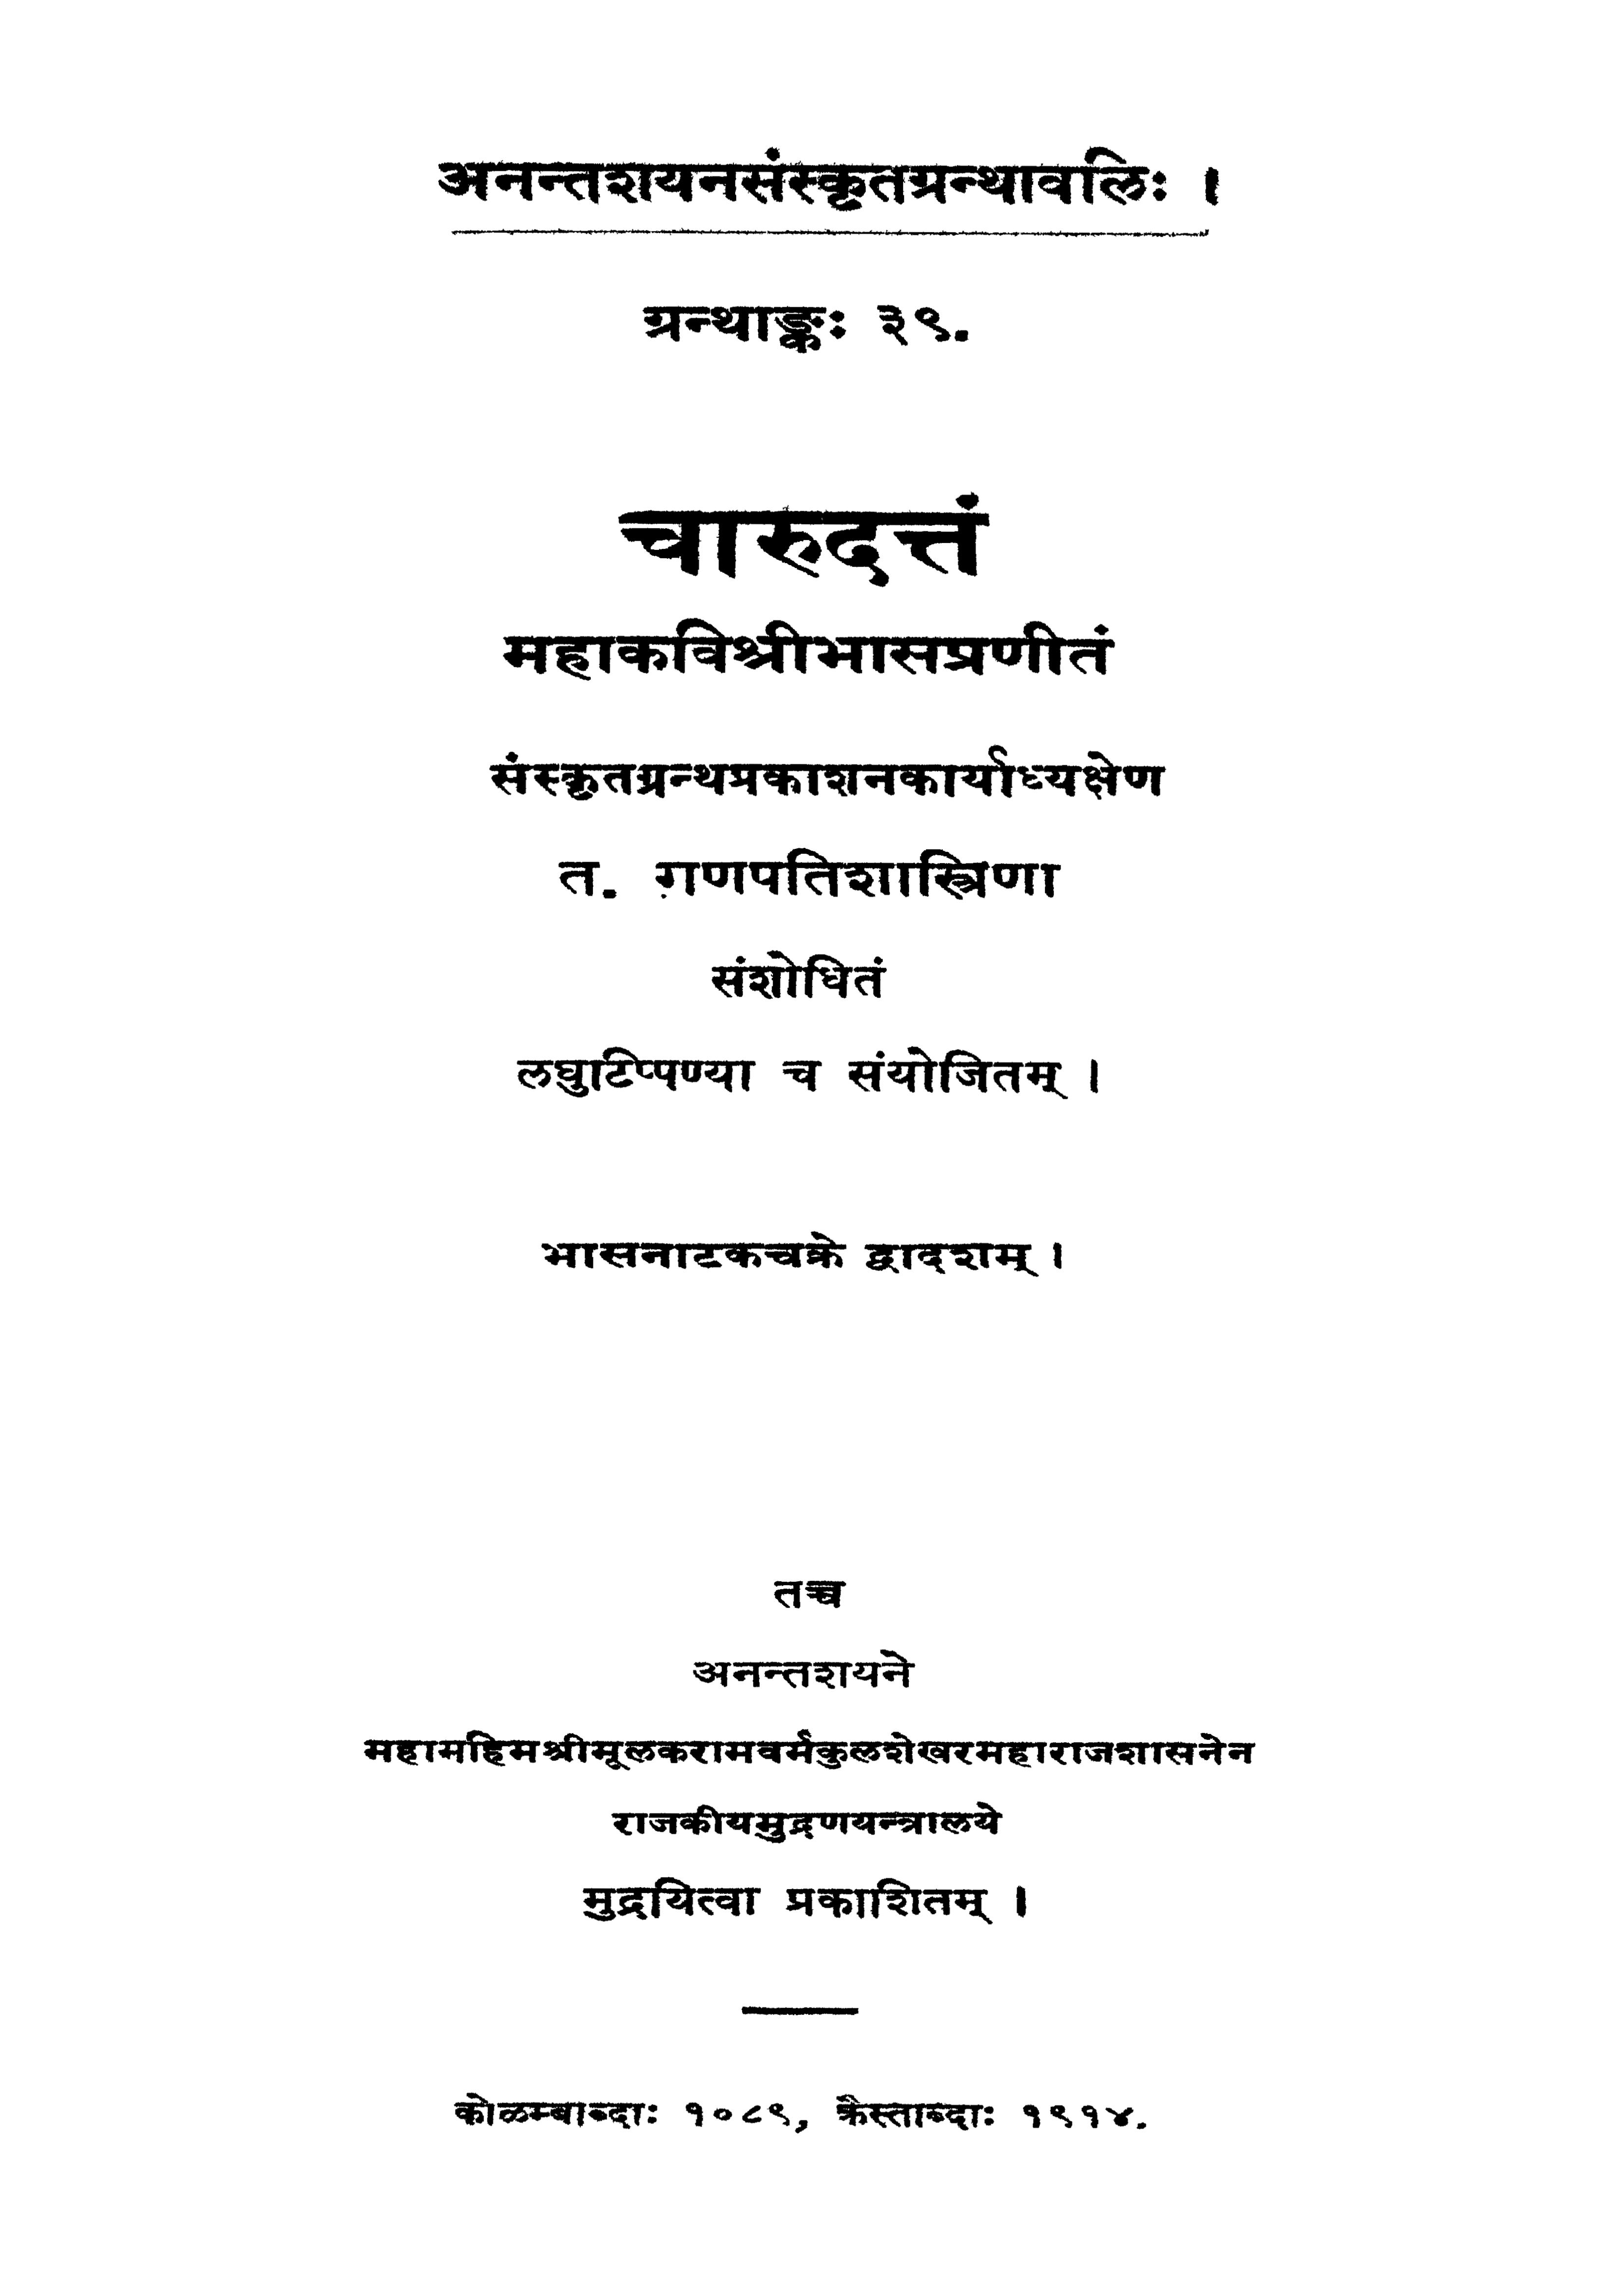 अनन्तशयनसंस्कृतग्रन्थावलिः ।
ग्रन्थाङ्कः ३९.
चारुदत्तं
महाकविश्रीभासप्रणीतं
संस्कृतग्रन्थप्रकाशनकार्याध्यक्षेण
त. गणपतिशास्त्रिणा
संशोधितं
लघुटिप्पण्या च संयोजितम् ।
भासनाटकचक्रे द्वादशम् ।
तच्च
अनन्तशयने
महामहिमश्रीमूलकरामवर्मकुलशेखरमहाराजशासनेन
राजकीयमुद्रणयन्त्रालये
मुद्रयित्वा प्रकाशितम् ।
कोळम्बाब्दाः १०८९, क्रैस्ताब्दाः १९१४.